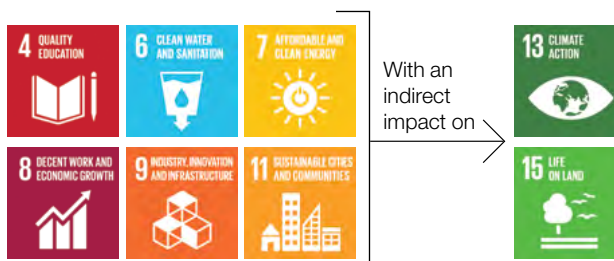 4 QUALITY
EDUCATION
6 CLEAN WATER
AND SANITATION
7 AFFORDABLE AND
CLEAN ENERGY
8 DECENT WORK AND
ECONOMIC GROWTH
9 INDUSTRY, INNOVATION
AND INFRASTRUCTURE
11 SUSTAINABLE CITIES
AND COMMUNITIES
With an
indirect
impact on
13 CLIMATE
ACTION
15 LIFE
ON LAND